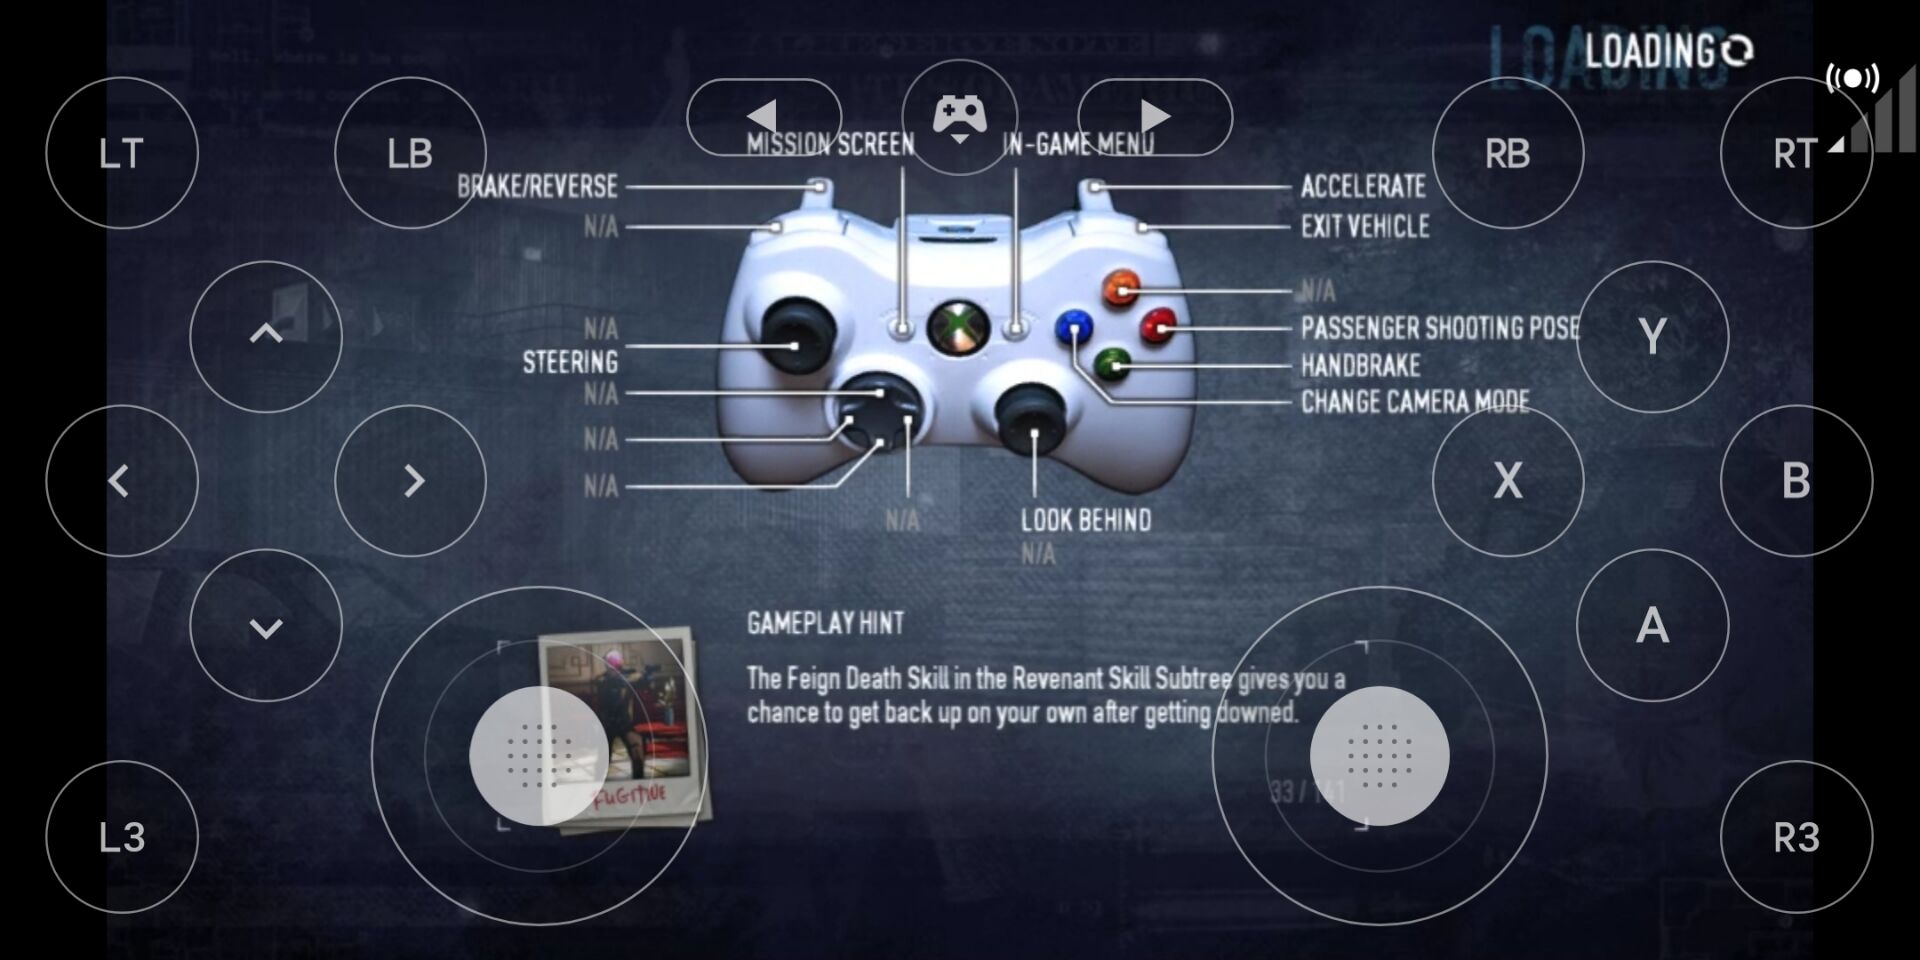 LOADING
LT
LB
RB
RT
MISSION SCREEN
IN-GAME MENU
BRAKE/REVERSE
ACCELERATE
N/A
EXIT VEHICLE
N/A
N/A
PASSENGER SHOOTING POSE
Y
STEERING
HANDBRAKE
N/A
CHANGE CAMERA MODE
N/A
X
B
N/A
N/A
LOOK BEHIND
N/A
GAMEPLAY HINT
A
The Feign Death Skill in the Revenant Skill Subtree gives you a
chance to get back up on your own after getting downed.
FUGITIVE
33 / 141
L3
R3